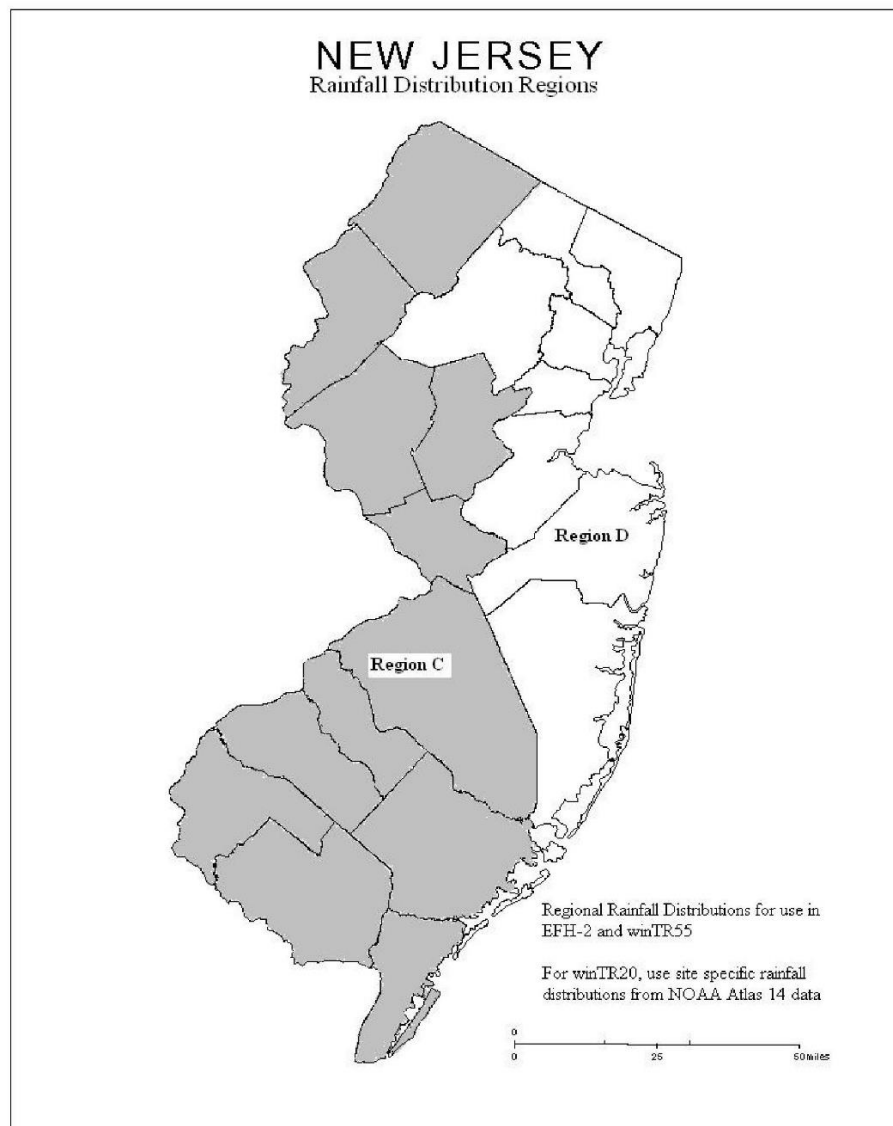 NEW JERSEY
Rainfall Distribution Regions
Region D
Region C
Regional Rainfall Distributions for use in
EFH-2 and winTR55
For winTR20, use site specific rainfall
distributions from NOAA Atlas 14 data
0
0 25 50 miles